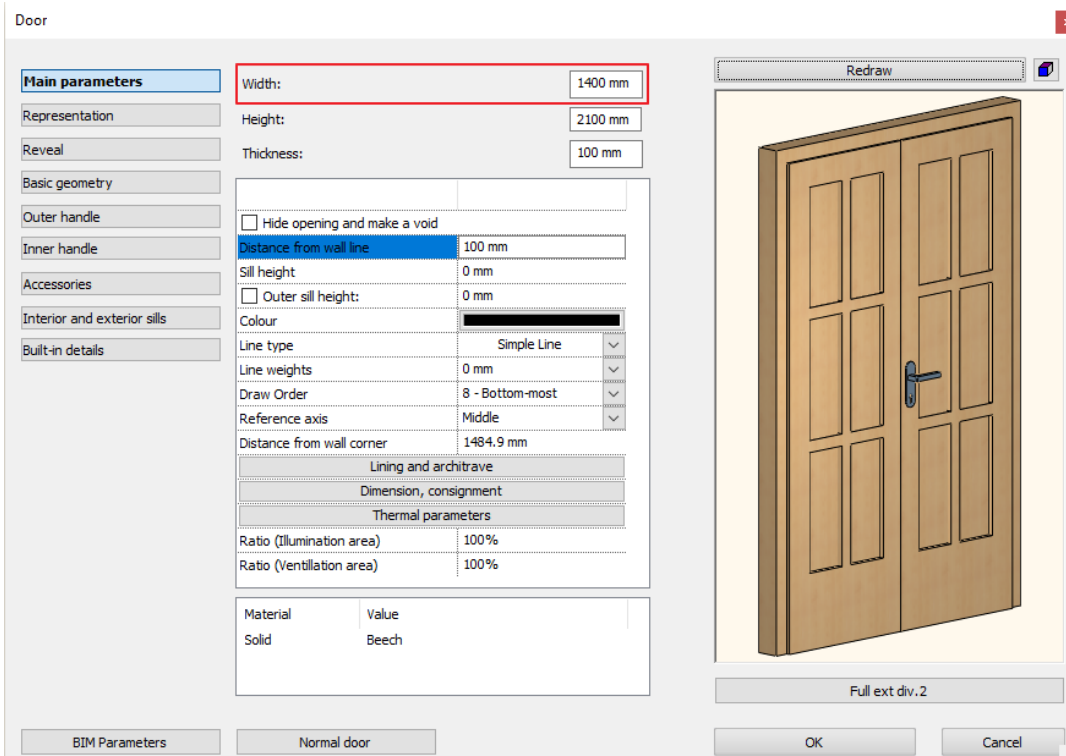 Door
Main parameters
Representation
Reveal
Basic geometry
Outer handle
Inner handle
Accessories
Interior and exterior sills
Built-in details
Width: 1400 mm
Height: 2100 mm
Thickness: 100 mm
Hide opening and make a void
Distance from wall line 100 mm
Sill height 0 mm
Outer sill height: 0 mm
Colour
Line type Simple Line
Line weights 0 mm
Draw Order 8 - Bottom-most
Reference axis Middle
Distance from wall corner 1484.9 mm
Lining and architrave
Dimension, consignment
Thermal parameters
Ratio (Illumination area) 100%
Ratio (Ventillation area) 100%
Material Value
Solid Beech
Redraw
Full ext div.2
BIM Parameters
Normal door
OK
Cancel